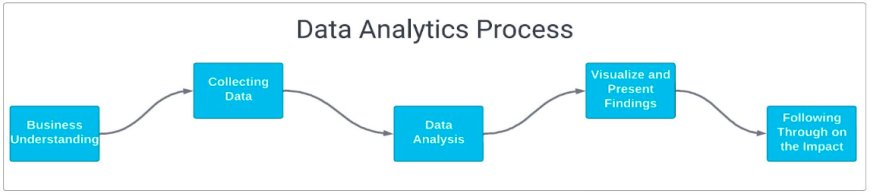 Data Analytics Process
Business
Understanding
Collecting
Data
Data
Analysis
Visualize and
Present
Findings
Following
Through on
the Impact